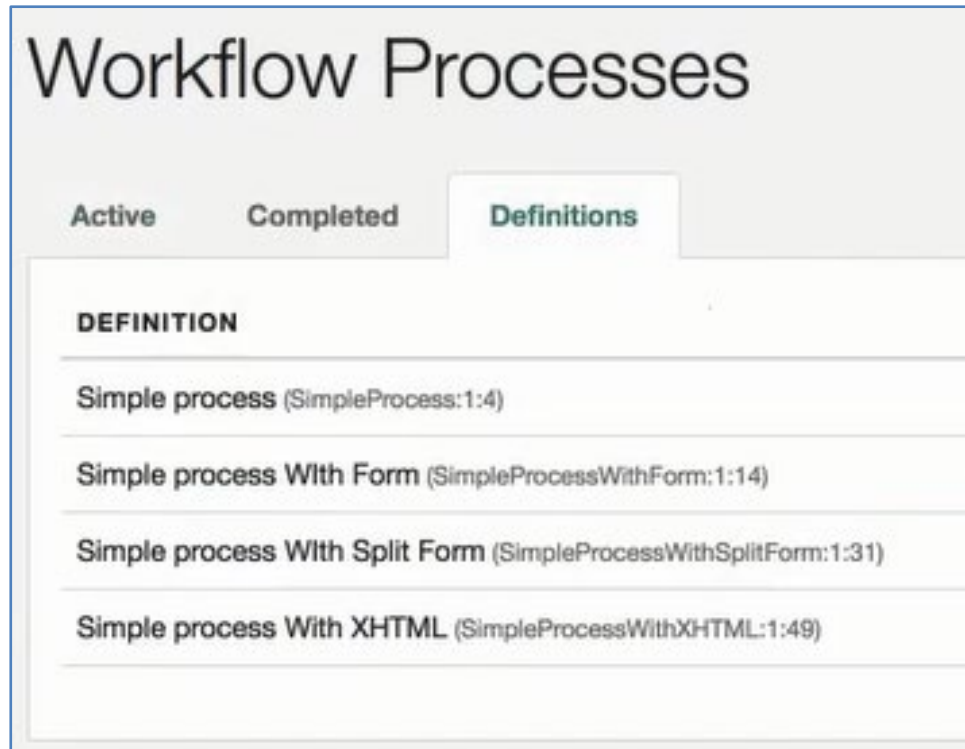 Workflow Processes
Active Completed Definitions
DEFINITION
Simple process (SimpleProcess:1:4)
Simple process WIth Form (SimpleProcessWithForm:1:14)
Simple process WIth Split Form (SimpleProcessWithSplitForm:1:31)
Simple process With XHTML (SimpleProcessWithXHTML:1:49)